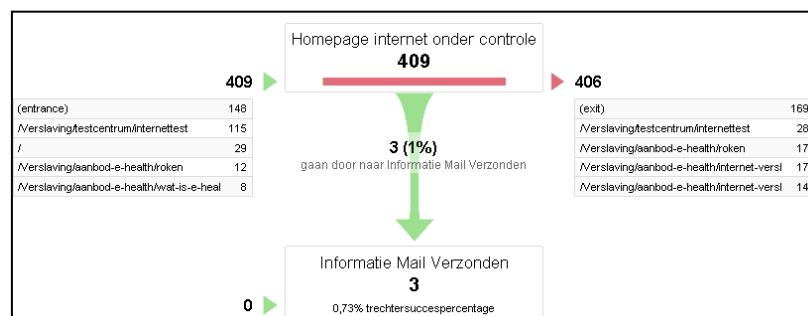 Homepage internet onder controle
409
409
406
(entrance) 148
/Verslaving/testcentrum/internettest 115
/ 29
/Verslaving/aanbod-e-health/roken 12
/Verslaving/aanbod-e-health/wat-is-e-heal 8
(exit) 169
/Verslaving/testcentrum/internettest 28
/Verslaving/aanbod-e-health/roken 17
/Verslaving/aanbod-e-health/internet-versl 17
/Verslaving/aanbod-e-health/internet-versl 14
3 (1%)
gaan door naar Informatie Mail Verzonden
Informatie Mail Verzonden
3
0
0,73% trechtersuccespercentage